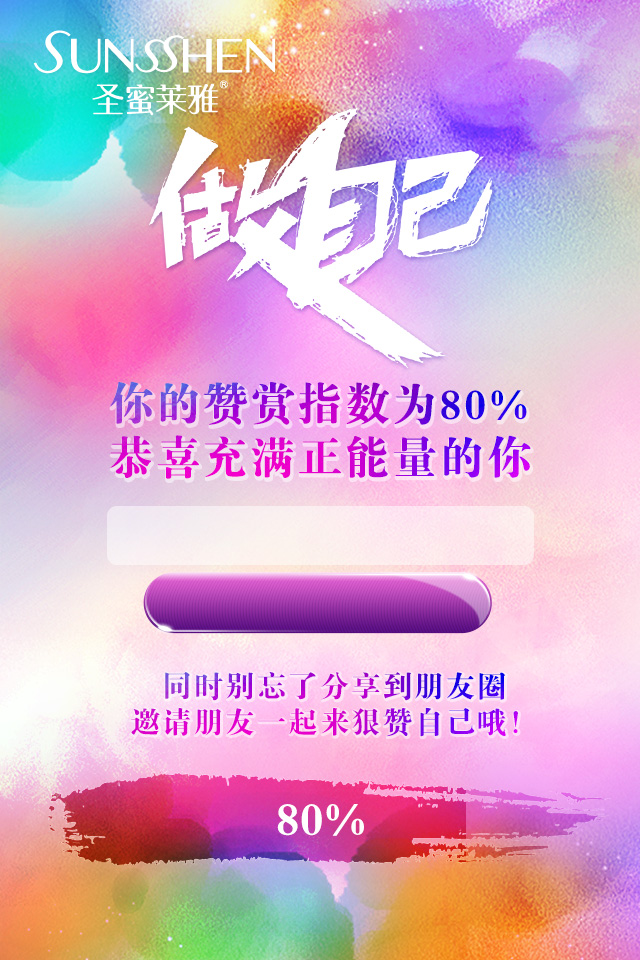 SUNSSHEN
圣蜜莱雅®
做自己
你的赞赏指数为80%
恭喜充满正能量的你
同时别忘了分享到朋友圈
邀请朋友一起来狠赞自己哦!
80%